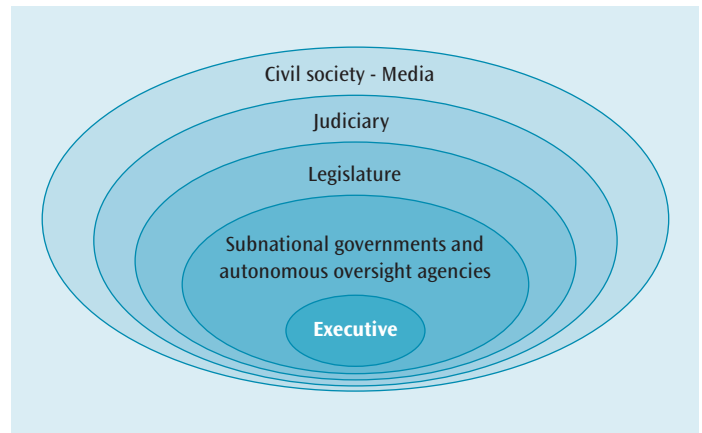 Civil society - Media
Judiciary
Legislature
Subnational governments and
autonomous oversight agencies
Executive